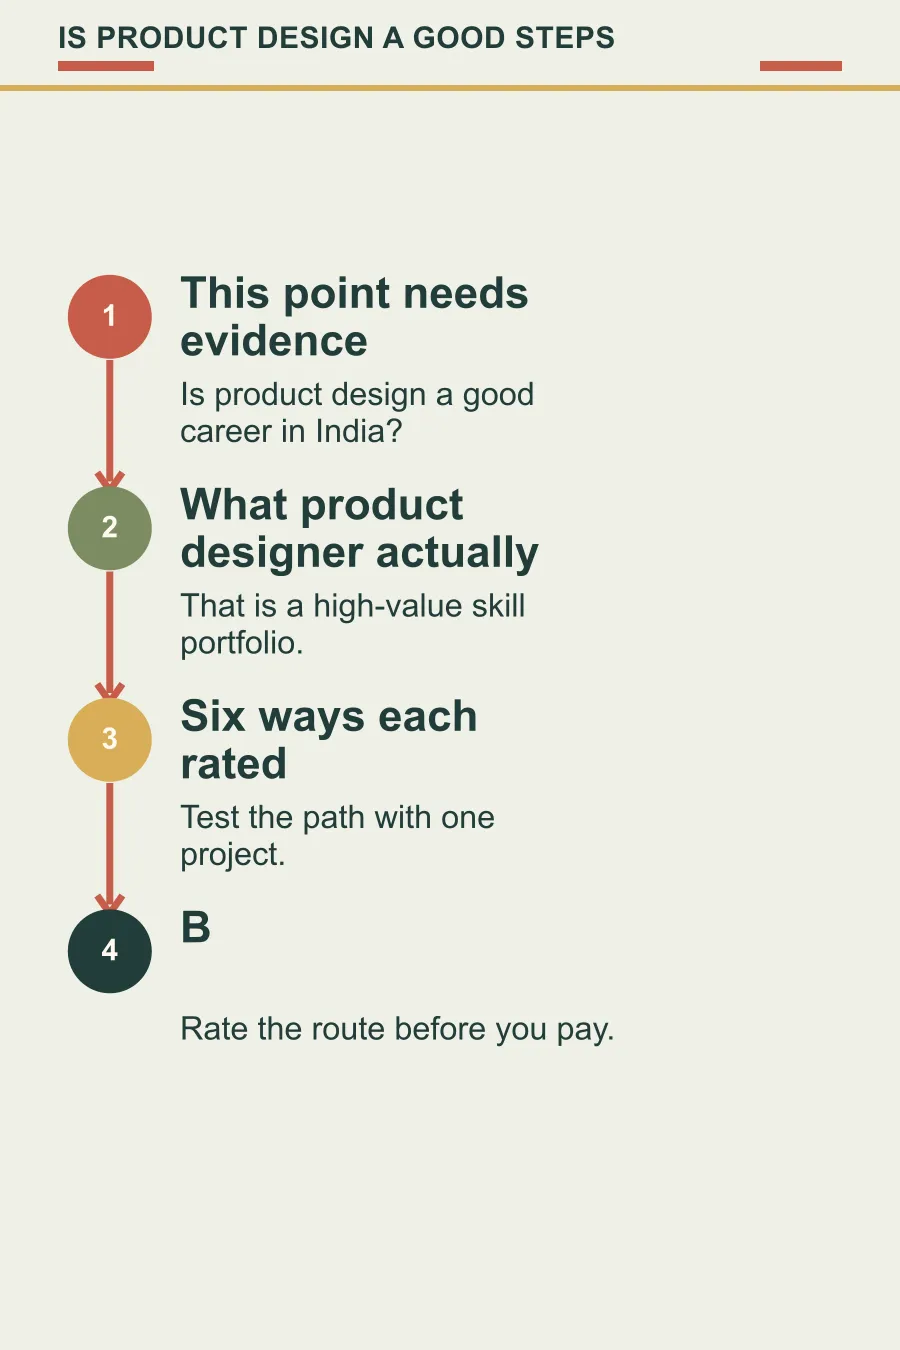 IS PRODUCT DESIGN A GOOD STEPS
1
This point needs
evidence
Is product design a good
career in India?
2
What product
designer actually
That is a high-value skill
portfolio.
3
Six ways each
rated
Test the path with one
project.
4
B
Rate the route before you pay.